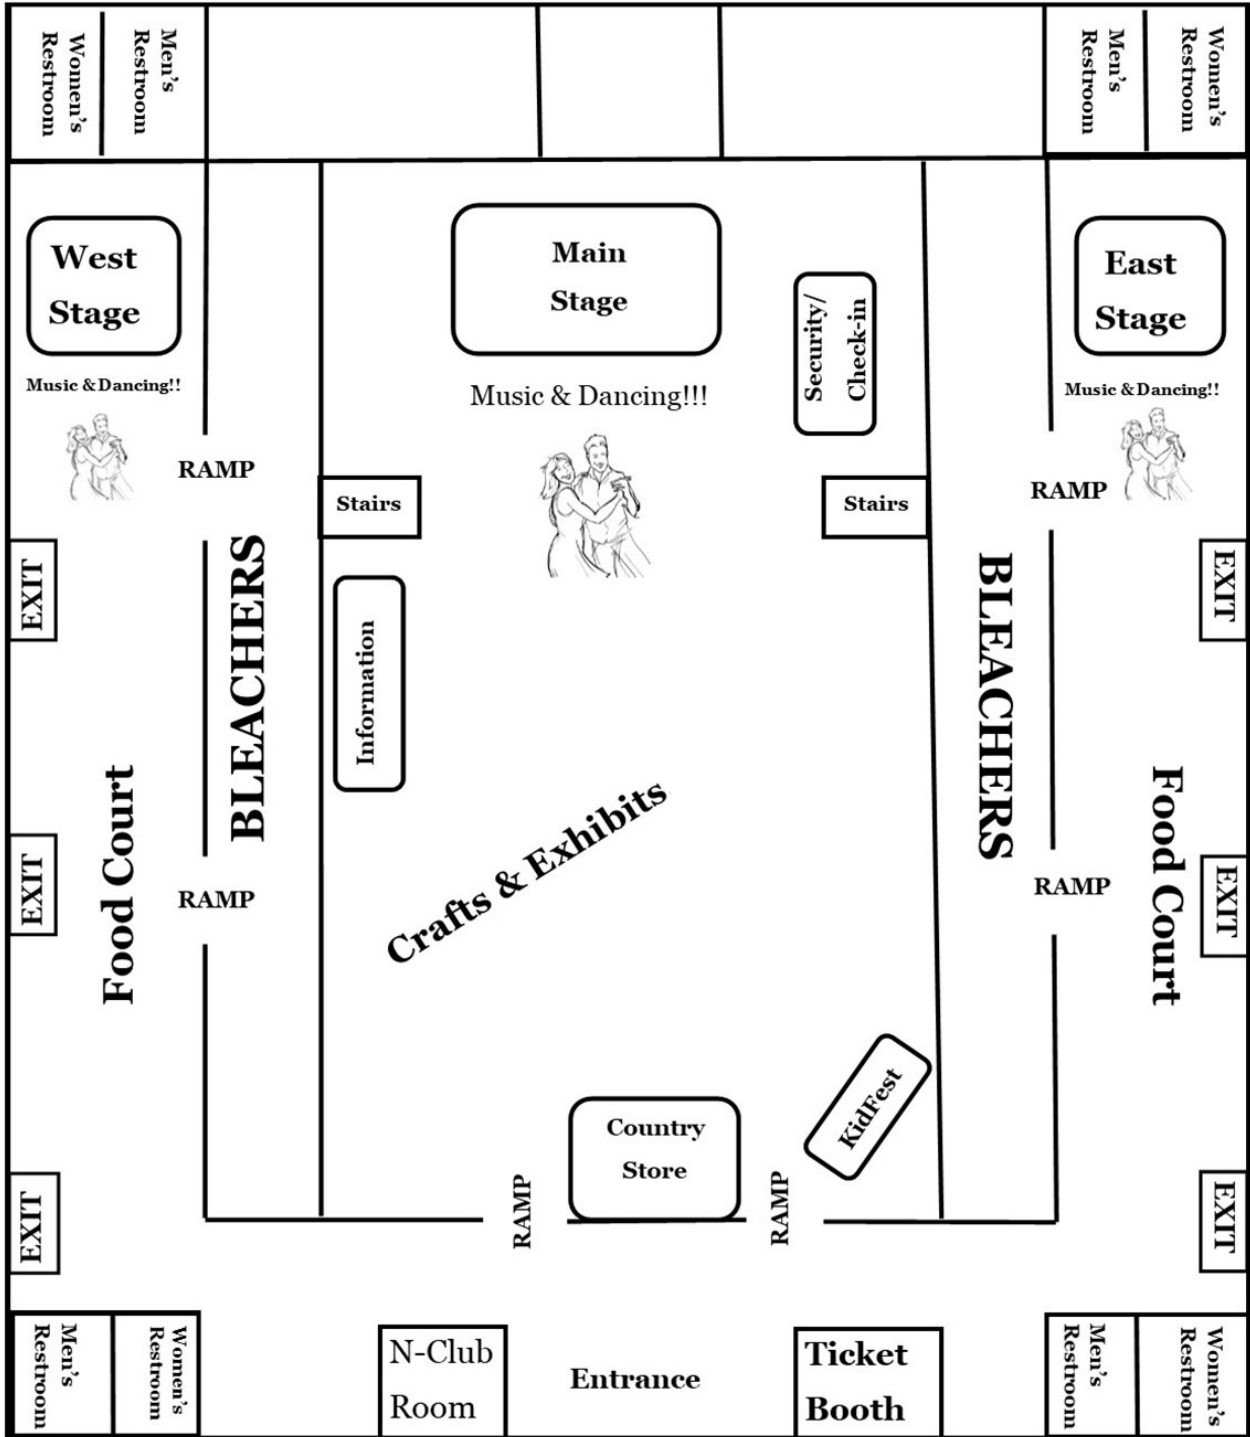 Women's
Restroom
Men's
Restroom
Men's
Restroom
Women's
Restroom
West
Stage
Main
Stage
Security/
Check-in
East
Stage
Music & Dancing!!
Music & Dancing!!!
Music & Dancing!!
RAMP
RAMP
Stairs
Stairs
EXIT
BLEACHERS
Information
BLEACHERS
EXIT
Food Court
Crafts & Exhibits
Food Court
EXIT
RAMP
RAMP
EXIT
KidFest
Country
Store
RAMP
RAMP
EXIT
EXIT
Men's
Restroom
Women's
Restroom
N-Club
Room
Entrance
Ticket
Booth
Men's
Restroom
Women's
Restroom